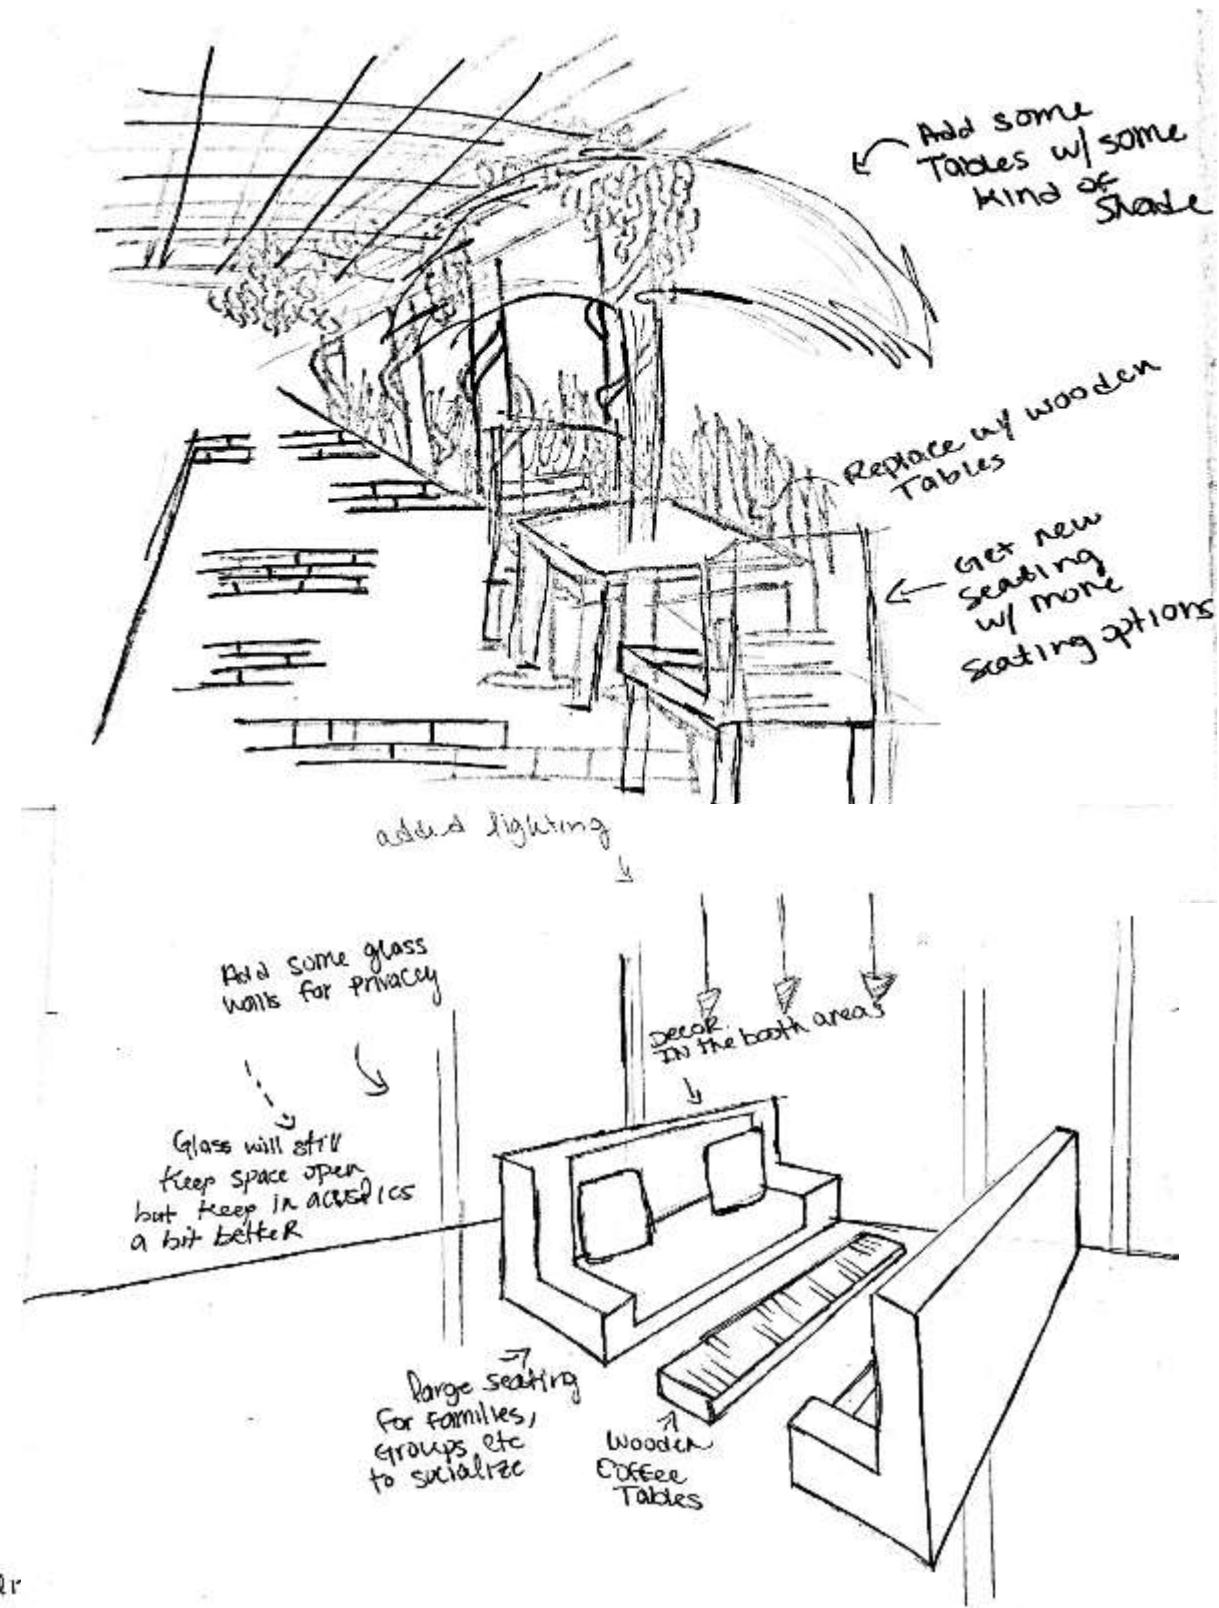 Add some
Tables w/ some
kind of
Shade
Replace w/ wooden
Tables
Get new
seating
w/ more
seating options
added lighting
Add some glass
walls for privacy
Decor.
IN the booth areas
Glass will still
keep space open
but keep in acustics
a bit better
large seating
for families,
groups etc
to socialize
Wooden
Coffee
Tables